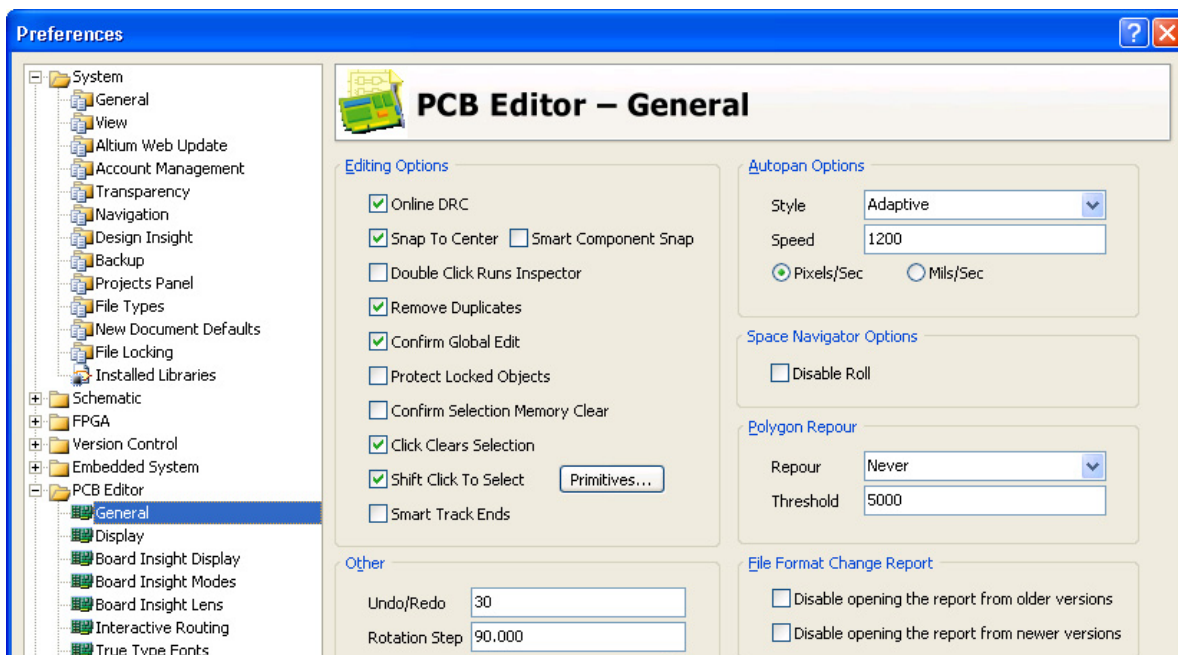 Preferences
System
General
View
Altium Web Update
Account Management
Transparency
Navigation
Design Insight
Backup
Projects Panel
File Types
New Document Defaults
File Locking
Installed Libraries
Schematic
FPGA
Version Control
Embedded System
PCB Editor
General
Display
Board Insight Display
Board Insight Modes
Board Insight Lens
Interactive Routing
True Type Fonts
PCB Editor – General
Editing Options
Online DRC
Snap To Center Smart Component Snap
Double Click Runs Inspector
Remove Duplicates
Confirm Global Edit
Protect Locked Objects
Confirm Selection Memory Clear
Click Clears Selection
Shift Click To Select Primitives...
Smart Track Ends
Other
Undo/Redo 30
Rotation Step 90.000
Autopan Options
Style Adaptive
Speed 1200
Pixels/Sec Mils/Sec
Space Navigator Options
Disable Roll
Polygon Repour
Repour Never
Threshold 5000
File Format Change Report
Disable opening the report from older versions
Disable opening the report from newer versions